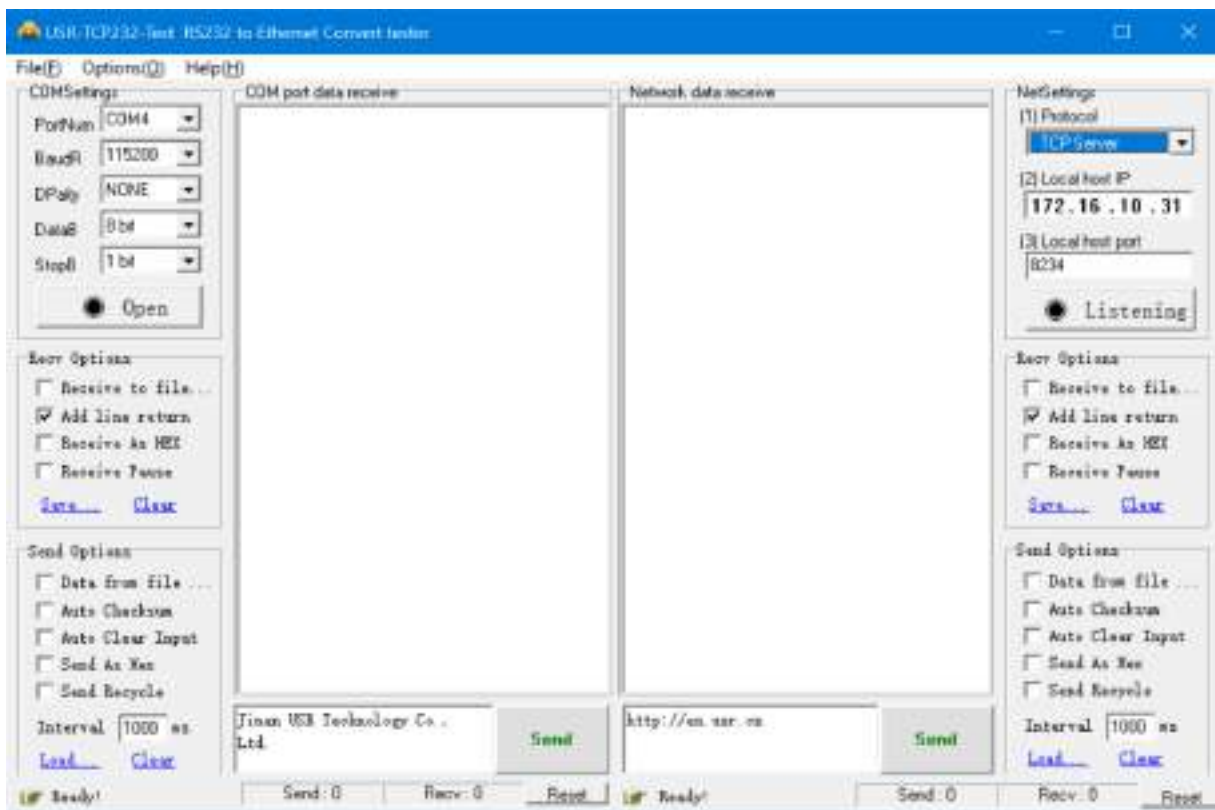 USR-TCP232-Test RS232 to Ethernet Convert tester
File(F) Options(O) Help(H)
COMSettings
PortNum COM4
BaudR 115200
DPaity NONE
DataB 8 bit
StopB 1 bit
Open
Recv Options
Receive to file...
Add line return
Receive As HEX
Receive Pause
Save... Clear
Send Options
Data from file ...
Auto Checksum
Auto Clear Input
Send As Hex
Send Recycle
Interval 1000 ms
Load... Clear
COM port data receive
Jinan USR Technology Co.,
Ltd.
Send
Network data receive
http://en.usr.cn
Send
NetSettings
(1) Protocol
TCP Server
(2) Local host IP
172.16 .10 .31
(3) Local host port
8234
Listening
Recv Options
Receive to file...
Add line return
Receive As HEX
Receive Pause
Save... Clear
Send Options
Data from file ...
Auto Checksum
Auto Clear Input
Send As Hex
Send Recycle
Interval 1000 ms
Load... Clear
Ready! Send : 0 Recv : 0 Reset
Ready! Send : 0 Recv : 0 Reset